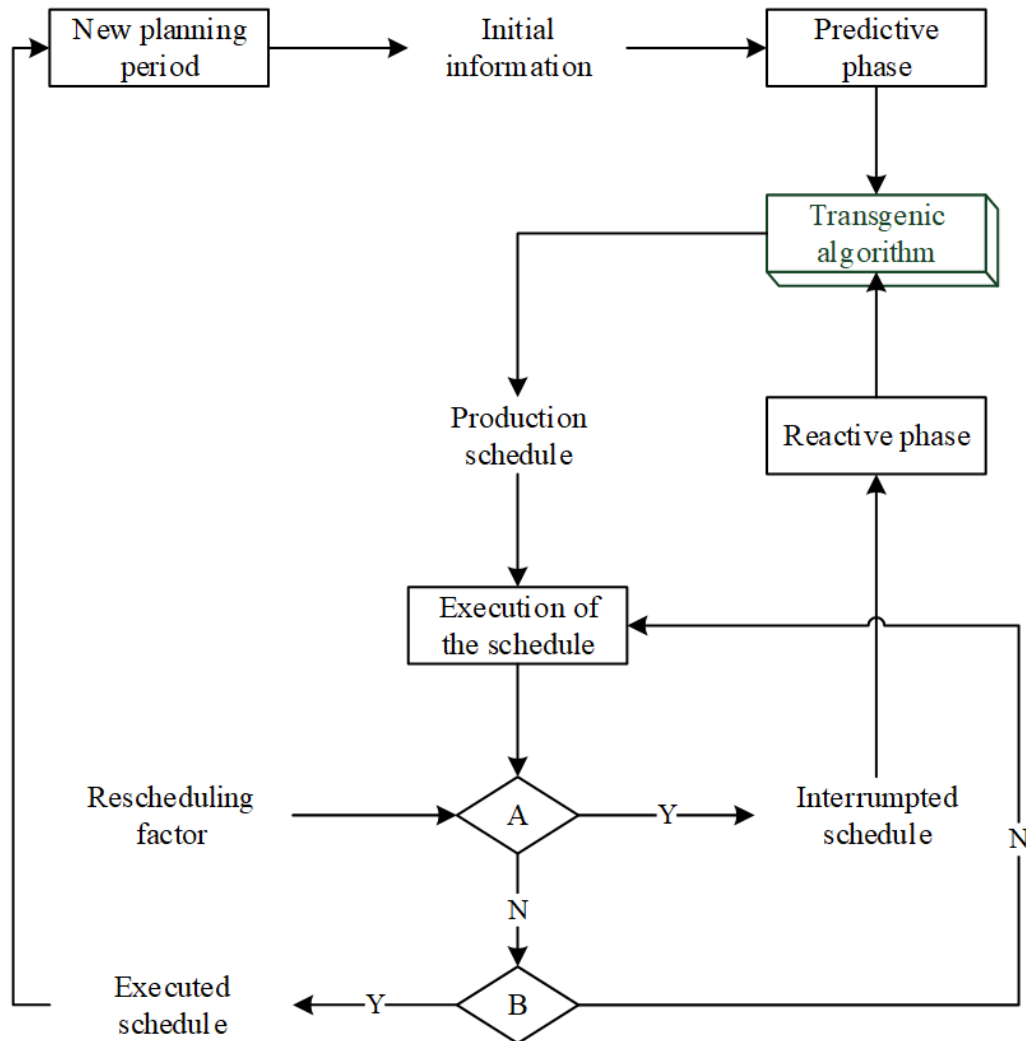 New planning
period
Initial
information
Predictive
phase
Transgenic
algorithm
Production
schedule
Reactive phase
Execution of
the schedule
Rescheduling
factor
A
Y
Interrupted
schedule
N
N
Executed
schedule
Y
B